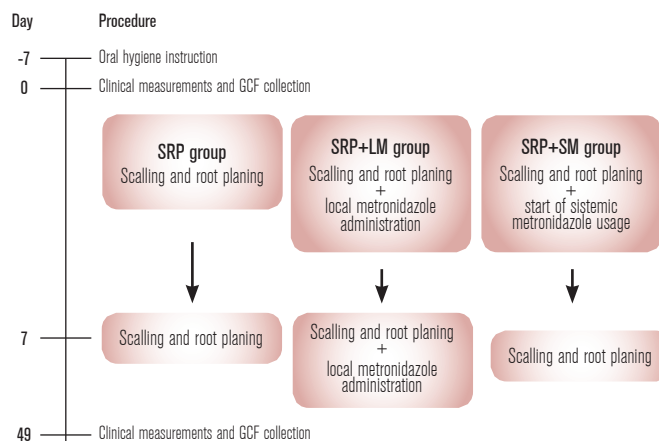 Day Procedure
-7 Oral hygiene instruction
0 Clinical measurements and GCF collection
SRP group
Scalling and root planing
SRP+LM group
Scalling and root planing
+
local metronidazole
administration
SRP+SM group
Scalling and root planing
+
start of sistemic
metronidazole usage
7
Scalling and root planing
Scalling and root planing
+
local metronidazole
administration
Scalling and root planing
49 Clinical measurements and GCF collection